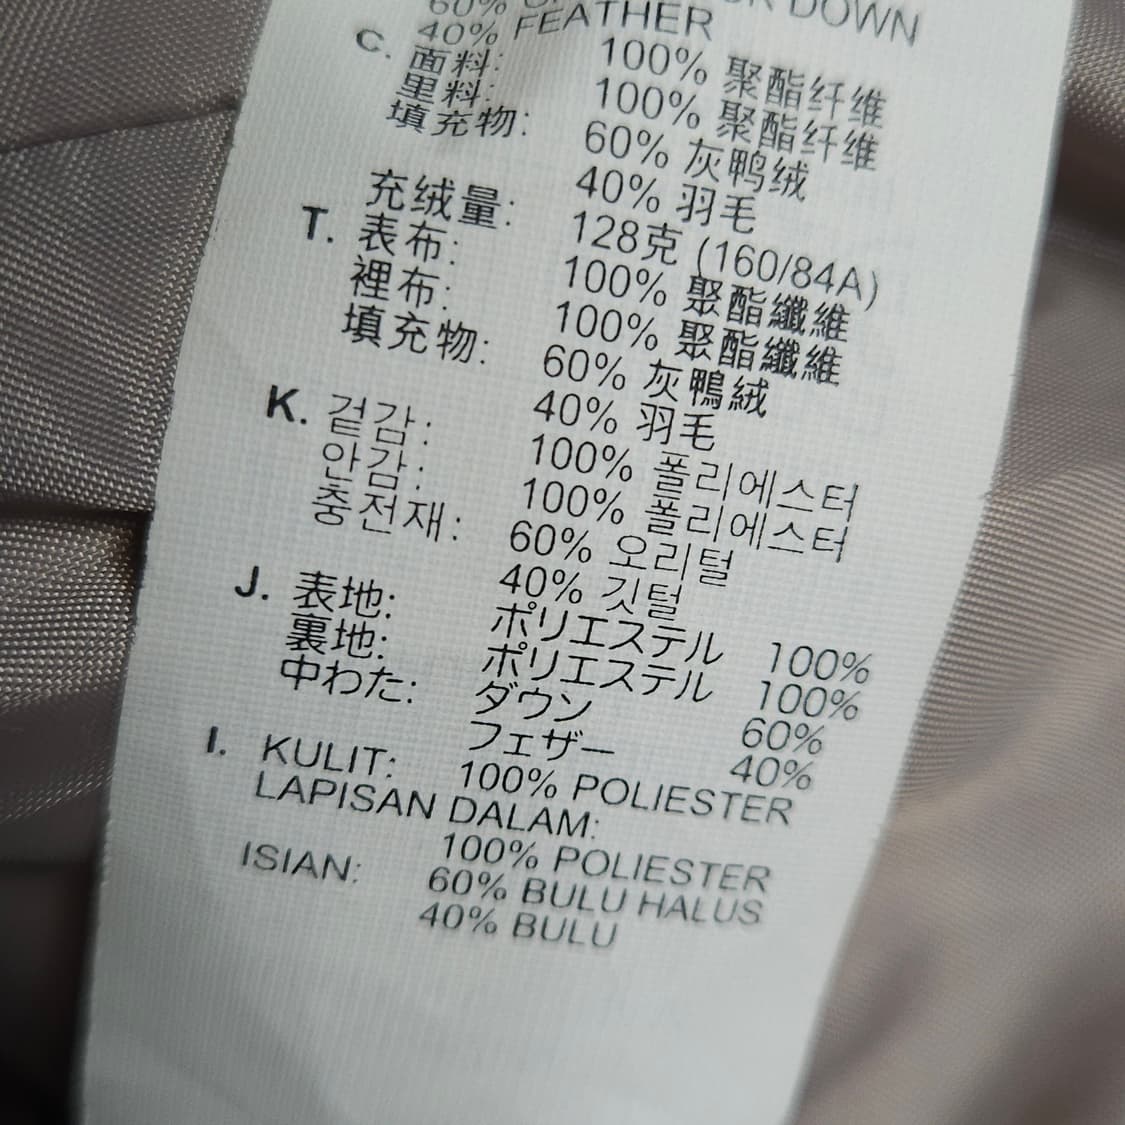 60% DOWN
40% FEATHER
C. 面料: 100% 聚酯纤维
里料: 100% 聚酯纤维
填充物: 60% 灰鸭绒
40% 羽毛
充绒量: 128克 (160/84A)
T. 表布: 100% 聚酯纖維
裡布: 100% 聚酯纖維
填充物: 60% 灰鴨絨
40% 羽毛
K. 겉감: 100% 폴리에스터
안감: 100% 폴리에스터
충전재: 60% 오리털
40% 깃털
J. 表地: ポリエステル 100%
裏地: ポリエステル 100%
中わた: ダウン 60%
フェザー 40%
I. KULIT: 100% POLIESTER
LAPISAN DALAM:
100% POLIESTER
ISIAN: 60% BULU HALUS
40% BULU